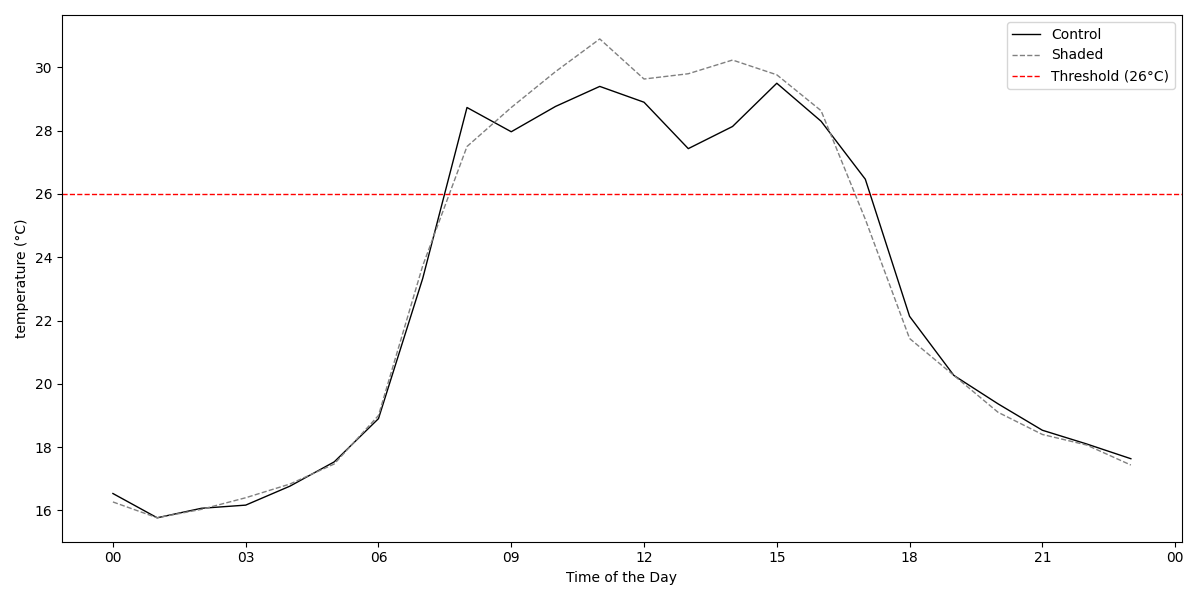 Control
Shaded
Threshold (26°C)
temperature (°C)
30
28
26
24
22
20
18
16
00 03 06 09 12 15 18 21 00
Time of the Day